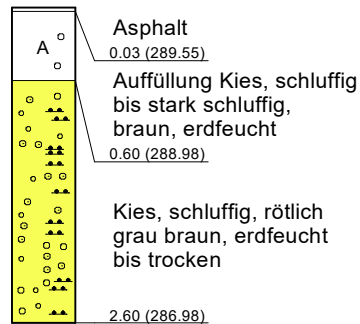 Asphalt
A
0.03 (289.55)
Auffüllung Kies, schluffig
bis stark schluffig,
braun, erdfeucht
0.60 (288.98)
Kies, schluffig, rötlich
grau braun, erdfeucht
bis trocken
2.60 (286.98)